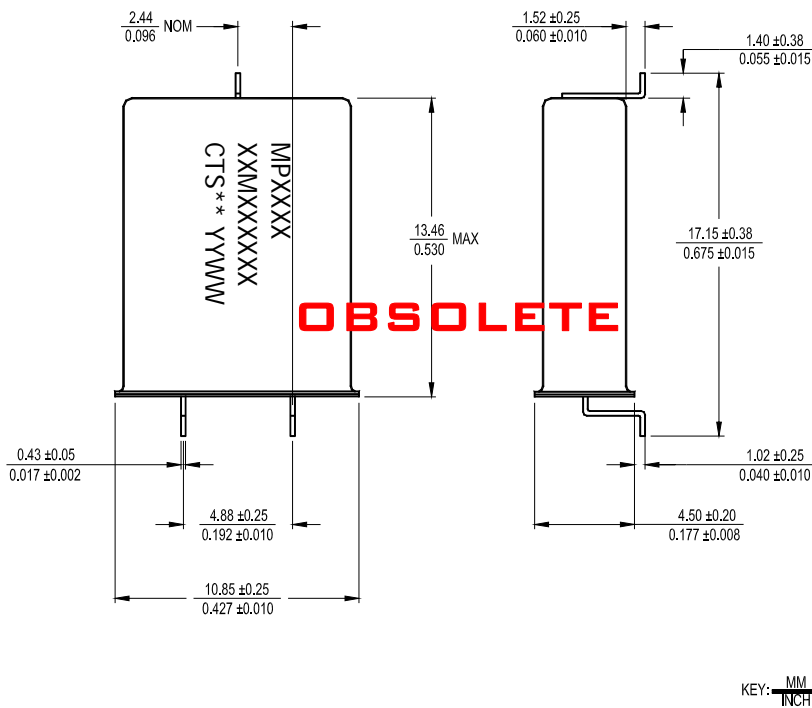 2.44
0.096
NOM
1.52 ±0.25
0.060 ±0.010
1.40 ±0.38
0.055 ±0.015
MPXXXX
XXMXXXXXX
CTS** YYWW
13.46
0.530
MAX
17.15 ±0.38
0.675 ±0.015
OBSOLETE
0.43 ±0.05
0.017 ±0.002
4.88 ±0.25
0.192 ±0.010
10.85 ±0.25
0.427 ±0.010
1.02 ±0.25
0.040 ±0.010
4.50 ±0.20
0.177 ±0.008
KEY: MM
INCH